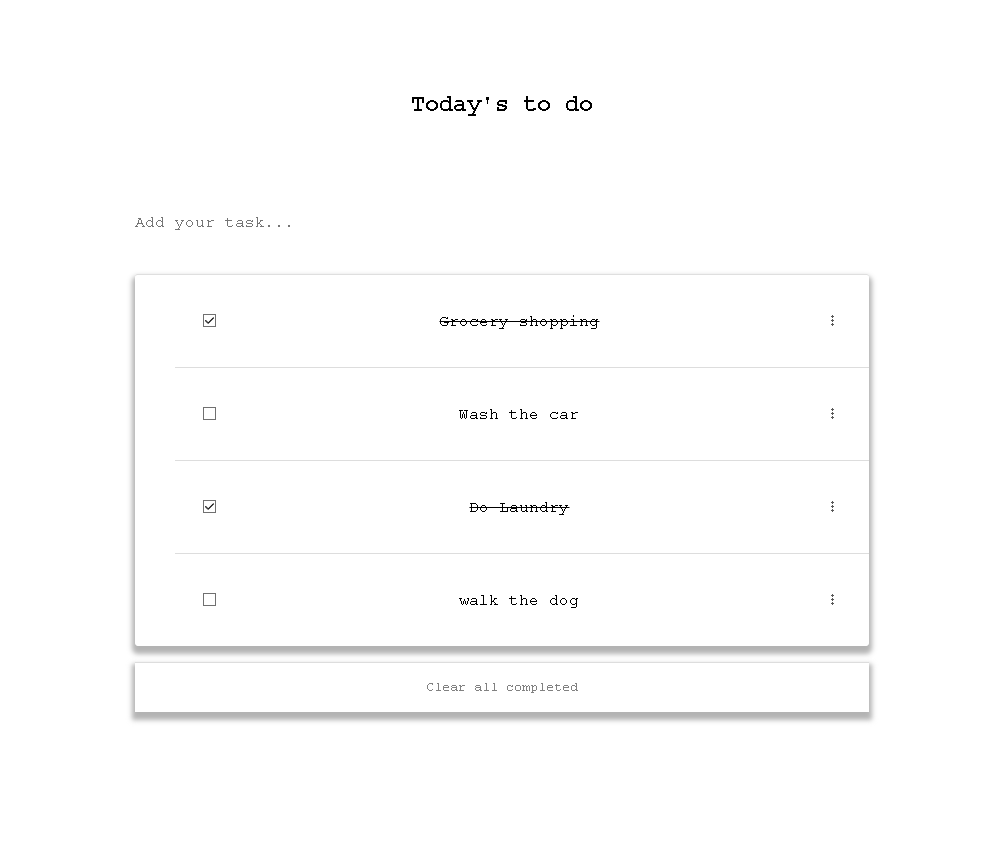 Today's to do
Add your task...
Grocery shopping
Wash the car
Do Laundry
walk the dog
Clear all completed